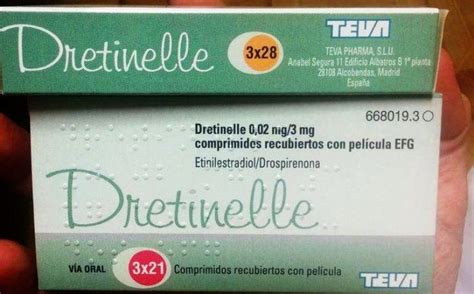 Dretinelle
3x28
TEVA
TEVA PHARMA, S.L.U.
Anabel Segura 11 Edificio Albatros B 1ª planta
28108 Alcobendas, Madrid
España
668019.3
Dretinelle 0,02 mg/3 mg
comprimidos recubiertos con película EFG
Etinilestradiol/Drospirenona
Dretinelle
VÍA ORAL
3x21
Comprimidos recubiertos con película
TEVA